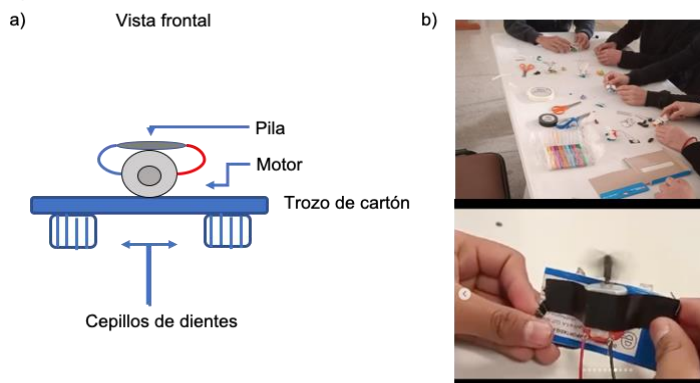 a)
Vista frontal
b)
Pila
Motor
Trozo de cartón
Cepillos de dientes